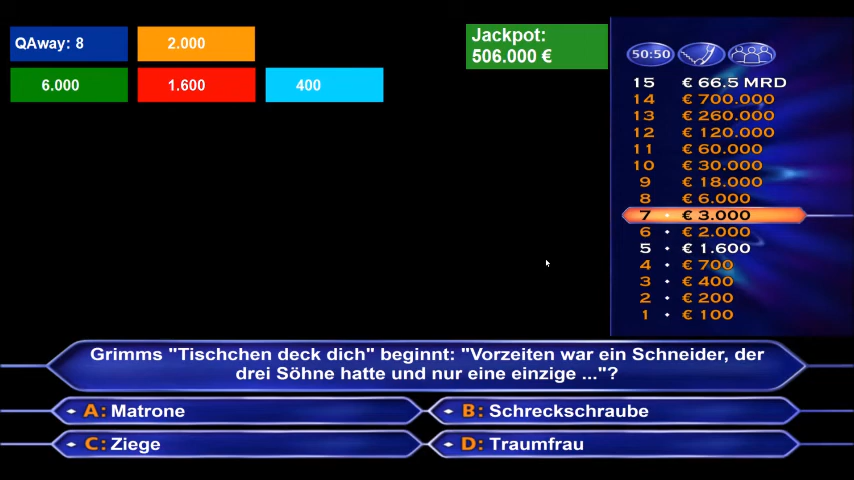 QAway: 8
2.000
6.000
1.600
400
Jackpot:
506.000 €
50:50
15 € 66.5 MRD
14 € 700.000
13 € 260.000
12 € 120.000
11 € 60.000
10 € 30.000
9 € 18.000
8 € 6.000
7 € 3.000
6 € 2.000
5 € 1.600
4 € 700
3 € 400
2 € 200
1 € 100
Grimms "Tischchen deck dich" beginnt: "Vorzeiten war ein Schneider, der
drei Söhne hatte und nur eine einzige ..."?
A: Matrone
B: Schreckschraube
C: Ziege
D: Traumfrau